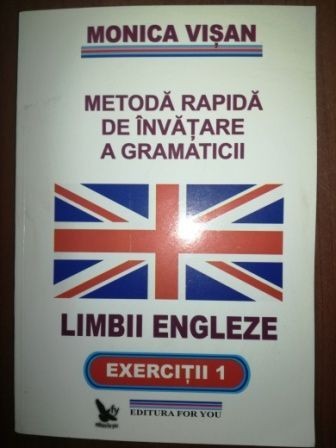 MONICA VIȘAN
METODĂ RAPIDĂ
DE ÎNVĂȚARE
A GRAMATICII
LIMBII ENGLEZE
EXERCIȚII 1
EDITURA FOR YOU